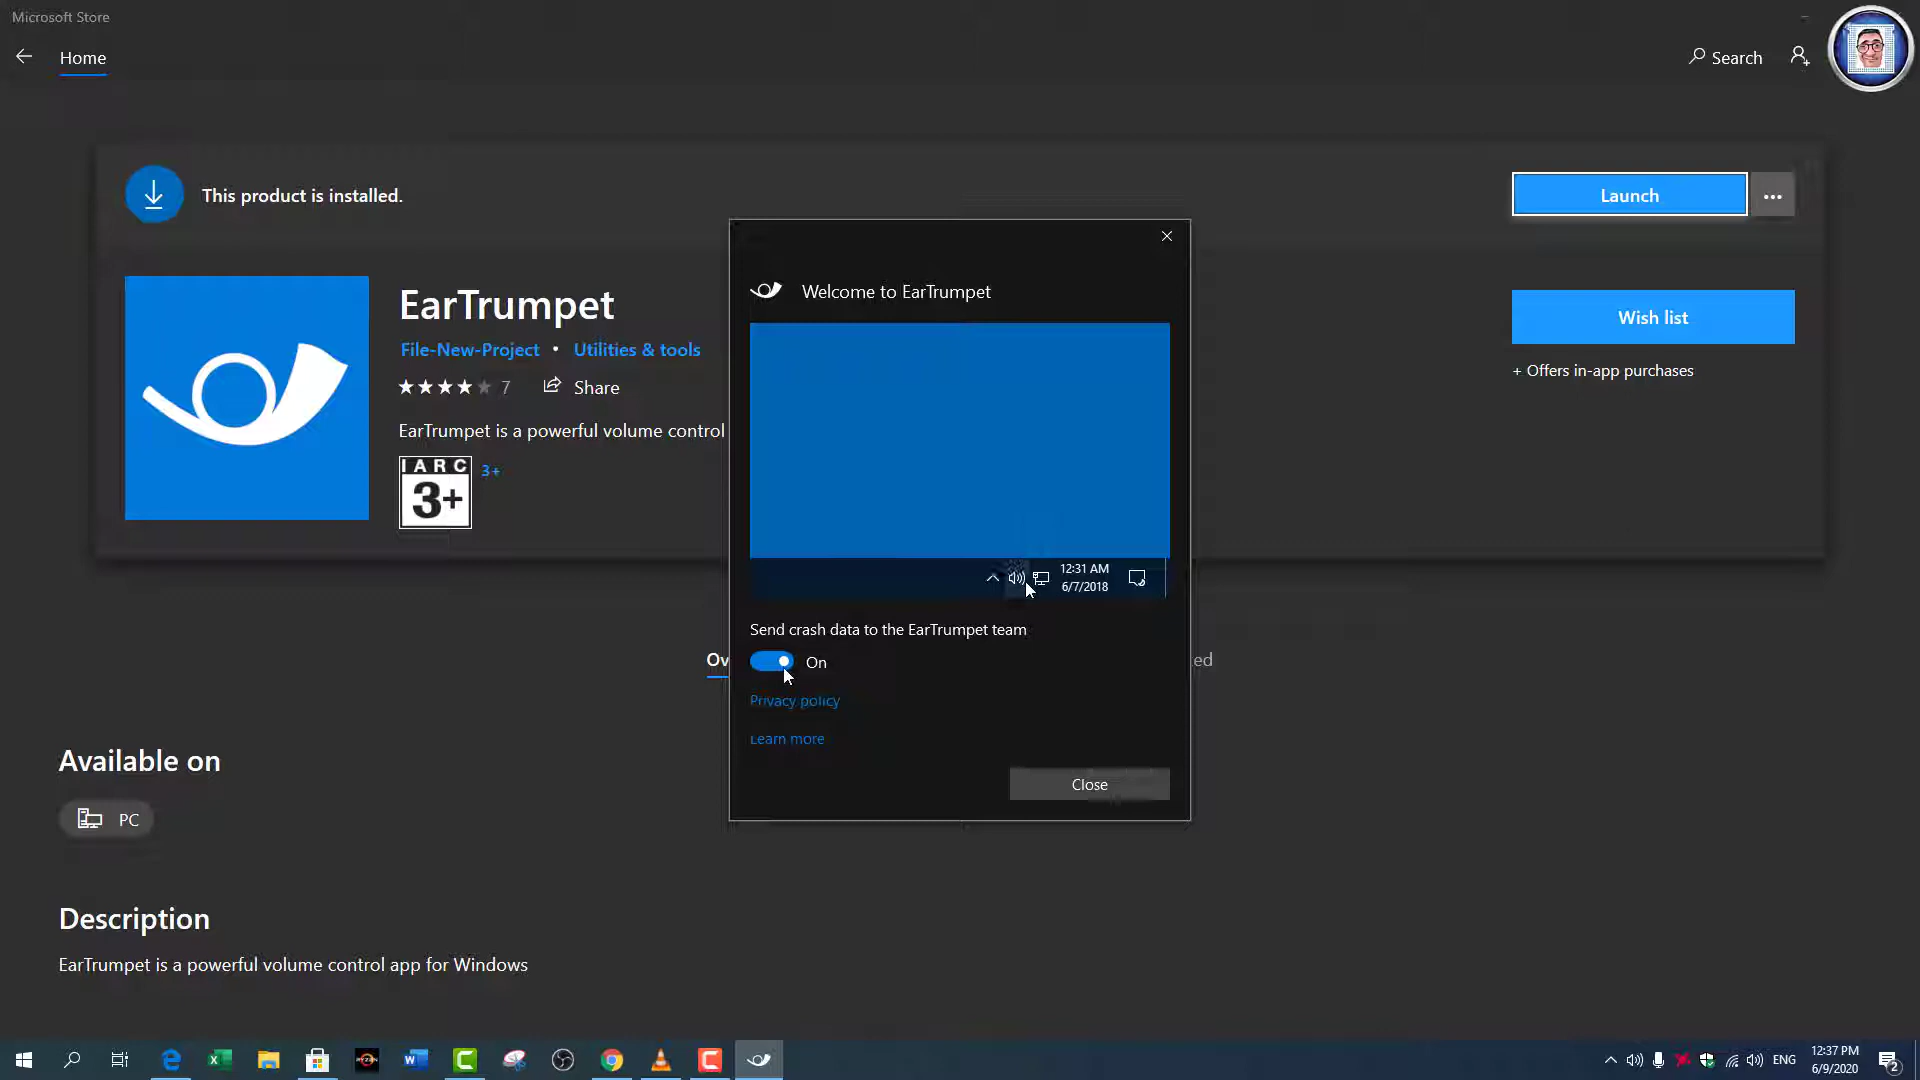 Microsoft Store
Home
Search
This product is installed.
Launch
...
EarTrumpet
File-New-Project • Utilities & tools
7 Share
EarTrumpet is a powerful volume control
IARC
3+
3+
Wish list
+ Offers in-app purchases
Welcome to EarTrumpet
12:31 AM
6/7/2018
Send crash data to the EarTrumpet team
On
Privacy policy
Learn more
Close
Ov
ed
Available on
PC
Description
EarTrumpet is a powerful volume control app for Windows
RYZEN
ENG
12:37 PM
6/9/2020
2